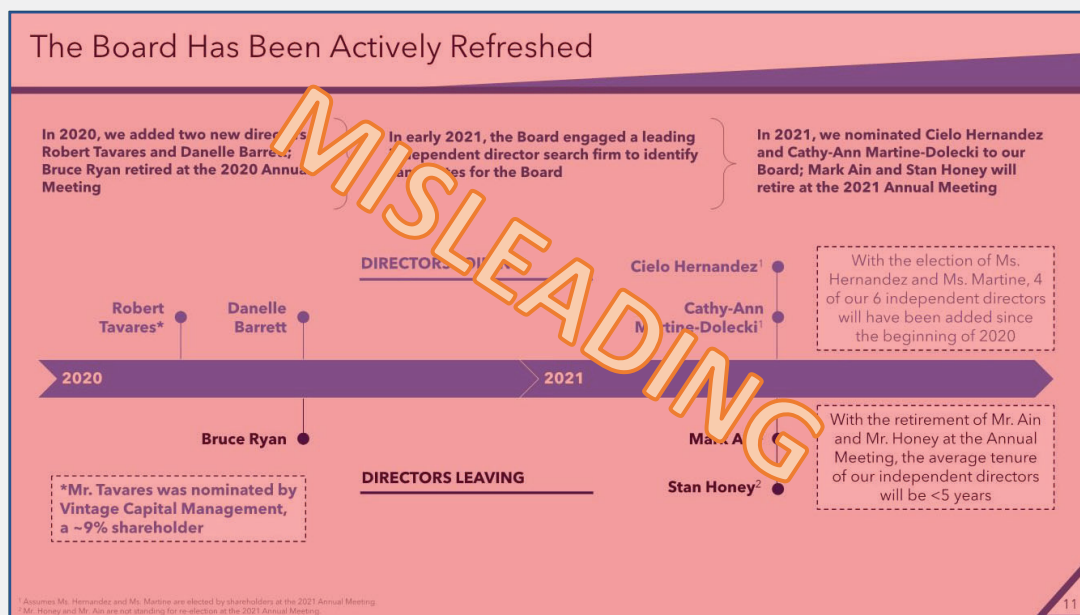 The Board Has Been Actively Refreshed
In 2020, we added two new directors
Robert Tavares and Danelle Barrett;
Bruce Ryan retired at the 2020 Annual
Meeting
In early 2021, the Board engaged a leading
independent director search firm to identify
candidates for the Board
In 2021, we nominated Cielo Hernandez
and Cathy-Ann Martine-Dolecki to our
Board; Mark Ain and Stan Honey will
retire at the 2021 Annual Meeting
MISLEADING
DIRECTORS JOINING
Cielo Hernandez¹
Cathy-Ann
Martine-Dolecki¹
Robert
Tavares*
Danelle
Barrett
With the election of Ms.
Hernandez and Ms. Martine, 4
of our 6 independent directors
will have been added since
the beginning of 2020
2020
2021
Bruce Ryan
Mark A
DIRECTORS LEAVING
Stan Honey²
With the retirement of Mr. Ain
and Mr. Honey at the Annual
Meeting, the average tenure
of our independent directors
will be <5 years
*Mr. Tavares was nominated by
Vintage Capital Management,
a ~9% shareholder
¹ Assumes Ms. Hernandez and Ms. Martine are elected by shareholders at the 2021 Annual Meeting.
² Mr. Honey and Mr. Ain are not standing for re-election at the 2021 Annual Meeting.
11